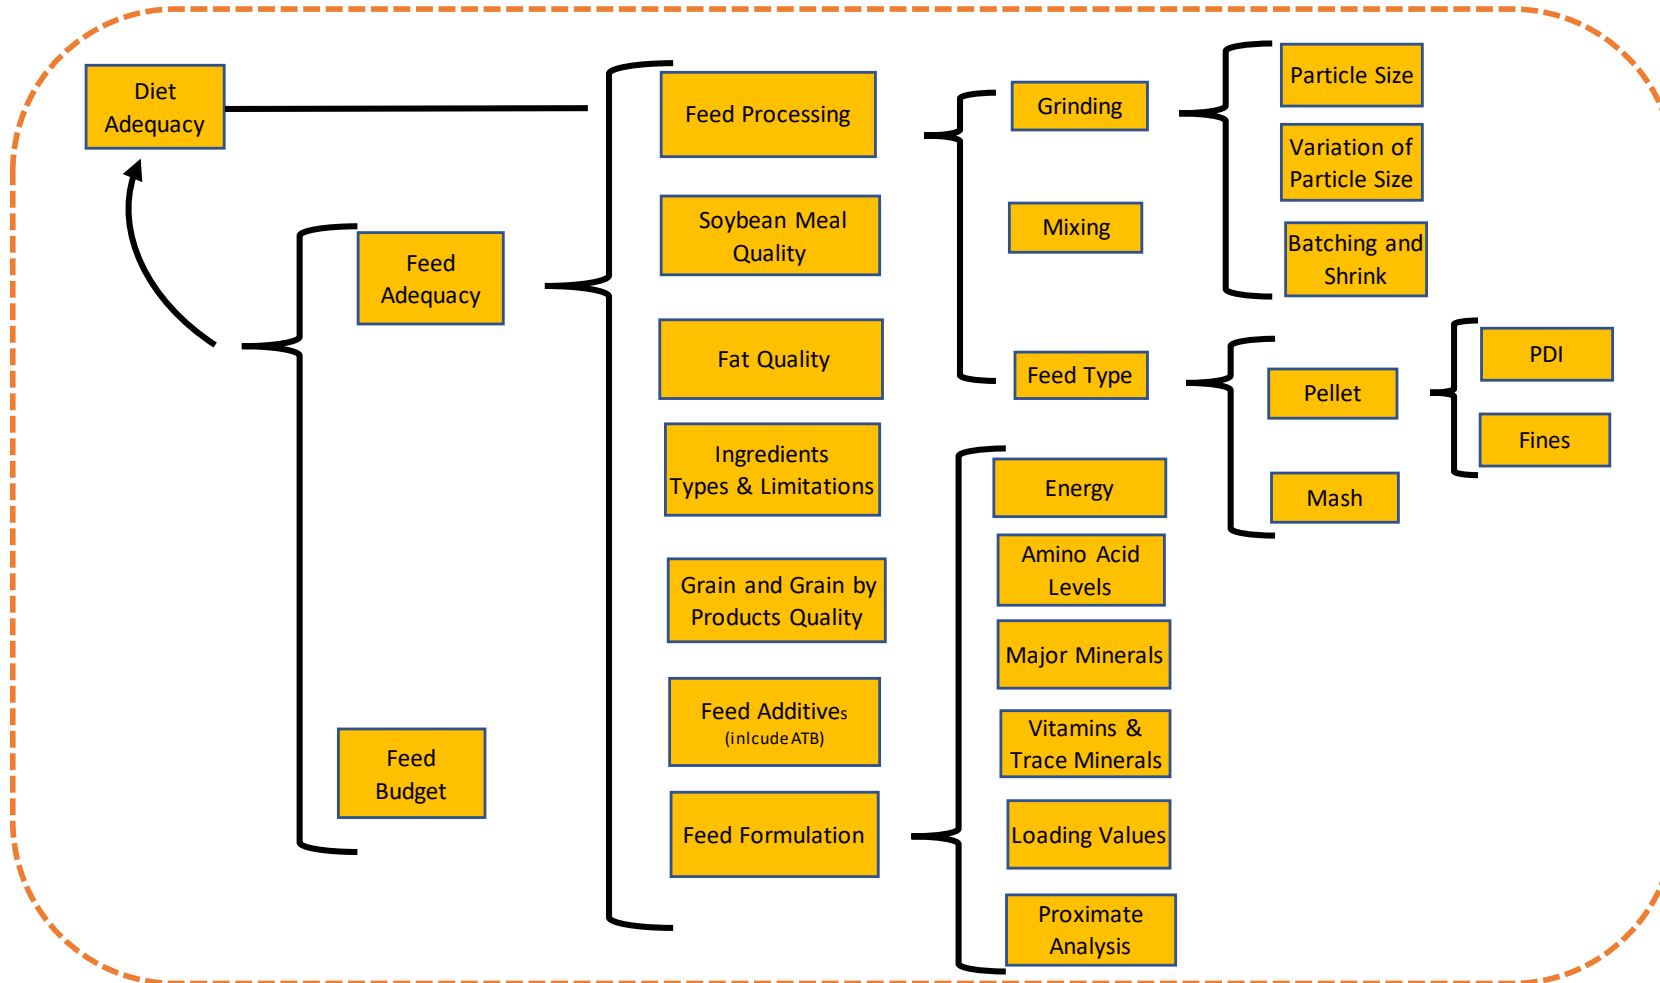 Diet
Adequacy
Feed
Adequacy
Feed
Budget
Feed Processing
Soybean Meal
Quality
Fat Quality
Ingredients
Types & Limitations
Grain and Grain by
Products Quality
Feed Additives
(inlcude ATB)
Feed Formulation
Grinding
Mixing
Feed Type
Energy
Amino Acid
Levels
Major Minerals
Vitamins &
Trace Minerals
Loading Values
Proximate
Analysis
Particle Size
Variation of
Particle Size
Batching and
Shrink
Pellet
Mash
PDI
Fines